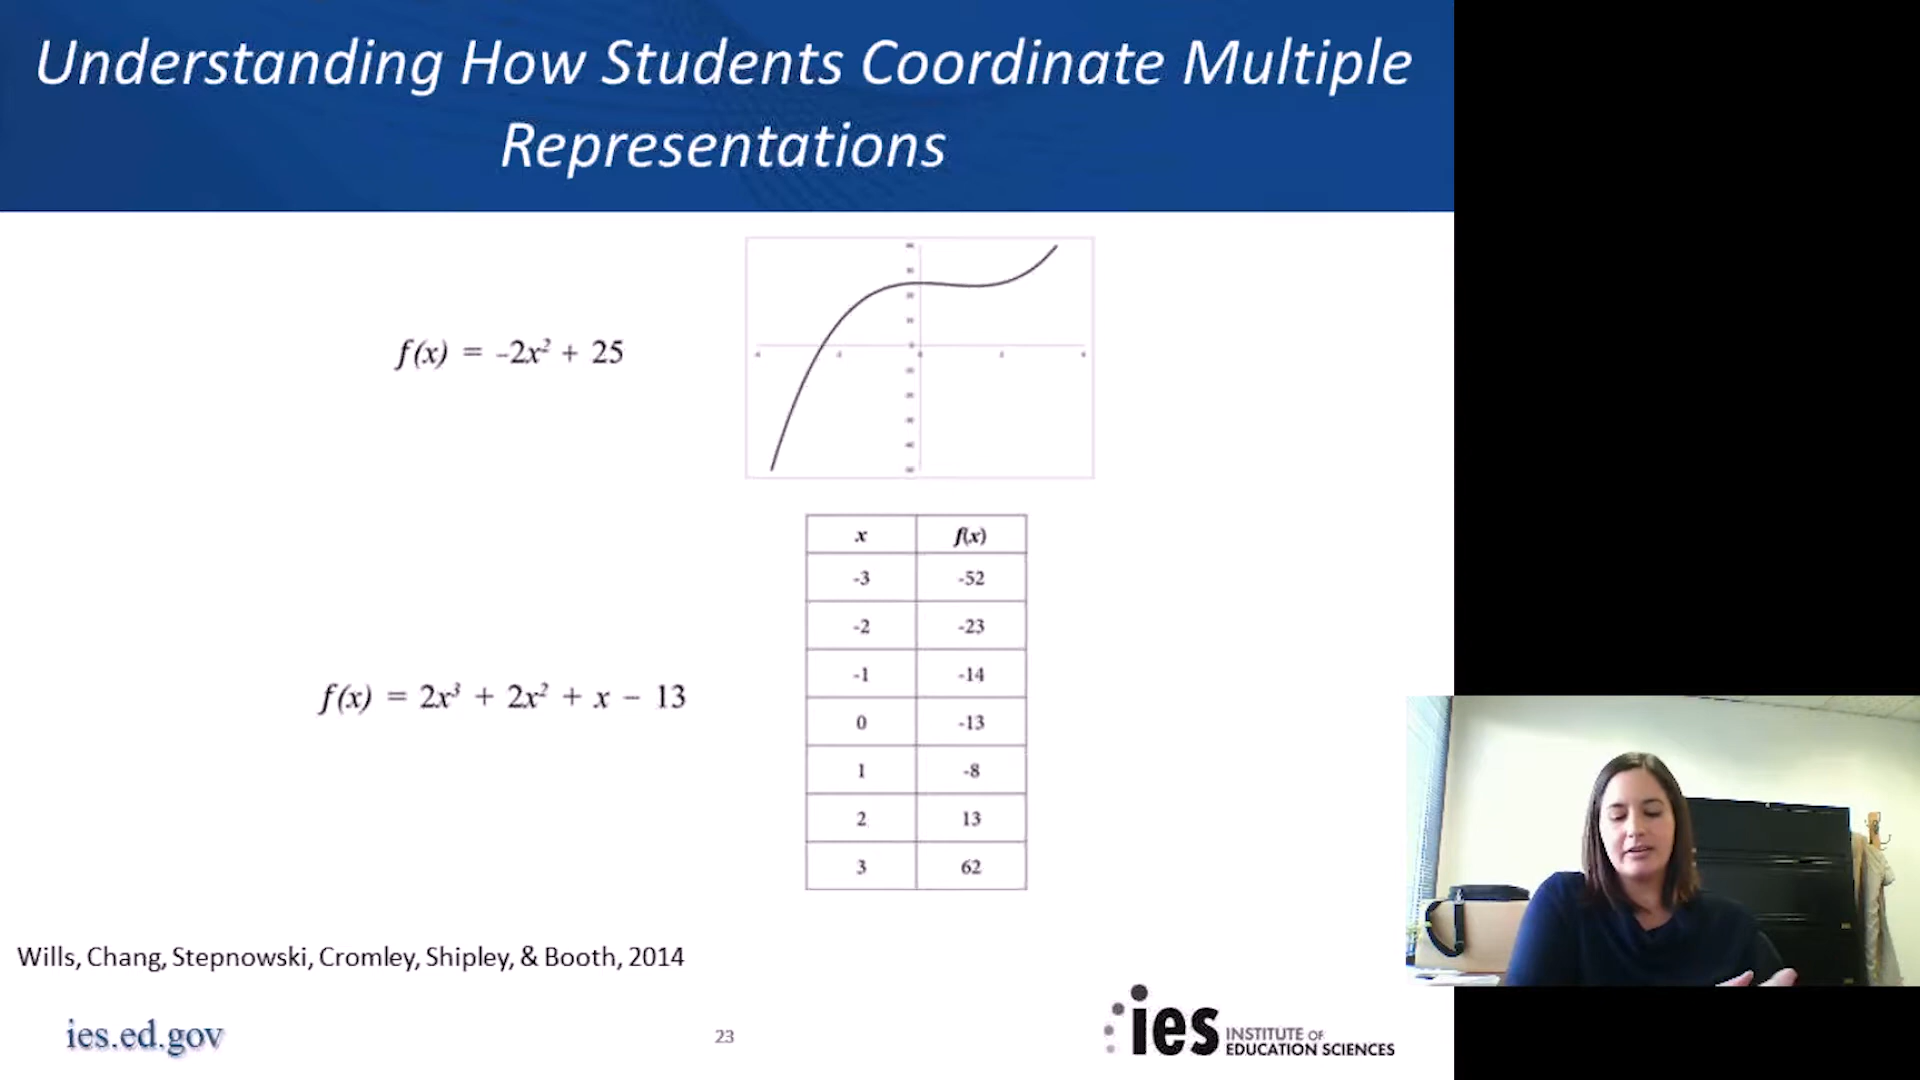 Understanding How Students Coordinate Multiple
Representations
f(x) = -2x² + 25
x f(x)
-3 -52
-2 -23
-1 -14
0 -13
1 -8
2 13
3 62
f(x) = 2x³ + 2x² + x − 13
Wills, Chang, Stepnowski, Cromley, Shipley, & Booth, 2014
ies.ed.gov
23
ies INSTITUTE OF
EDUCATION SCIENCES